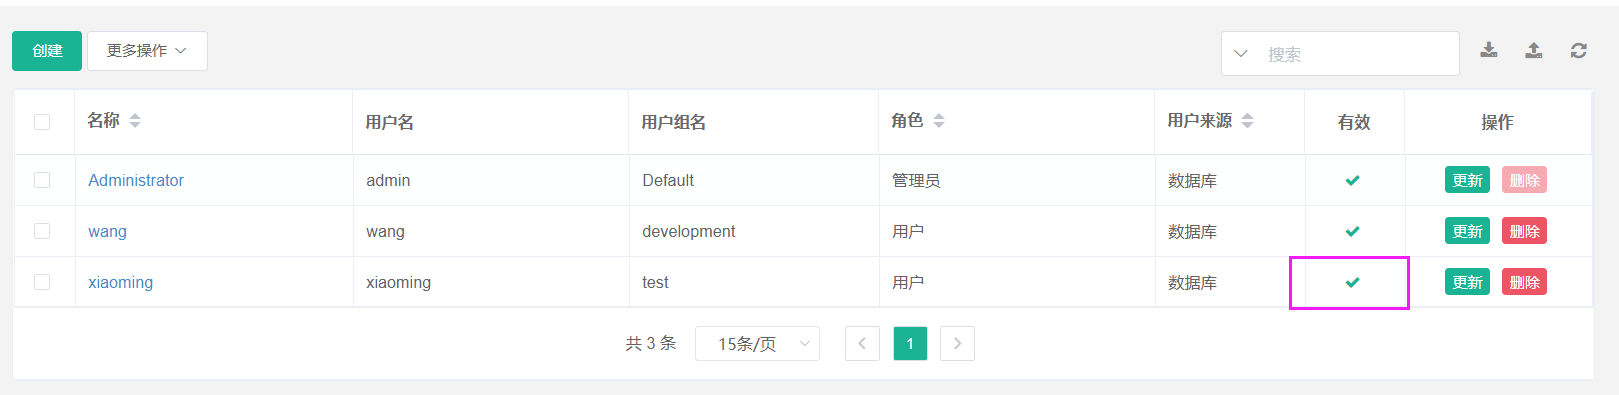 创建 更多操作 搜索
名称 用户名 用户组名 角色 用户来源 有效 操作
Administrator admin Default 管理员 数据库 更新 删除
wang wang development 用户 数据库 更新 删除
xiaoming xiaoming test 用户 数据库 更新 删除
共 3 条 15条/页 1